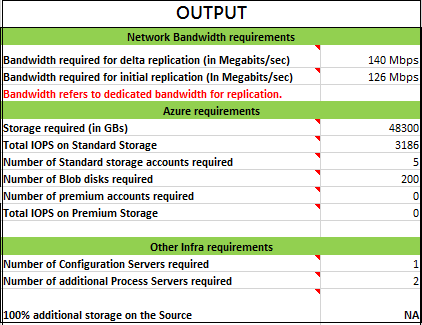 OUTPUT
Network Bandwidth requirements
Bandwidth required for delta replication (in Megabits/sec) 140 Mbps
Bandwidth required for initial replication (In Megabits/sec) 126 Mbps
Bandwidth refers to dedicated bandwidth for replication.
Azure requirements
Storage required (in GBs) 48300
Total IOPS on Standard Storage 3186
Number of Standard storage accounts required 5
Number of Blob disks required 200
Number of premium accounts required 0
Total IOPS on Premium Storage 0
Other Infra requirements
Number of Configuration Servers required 1
Number of additional Process Servers required 2
100% additional storage on the Source NA